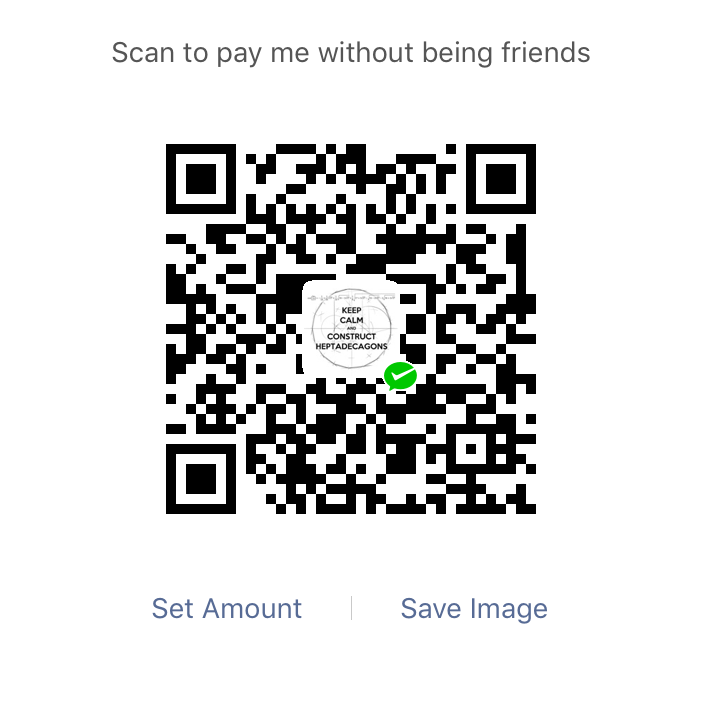 Scan to pay me without being friends
KEEP
CALM
AND
CONSTRUCT
HEPTADECAGONS
Set Amount
Save Image